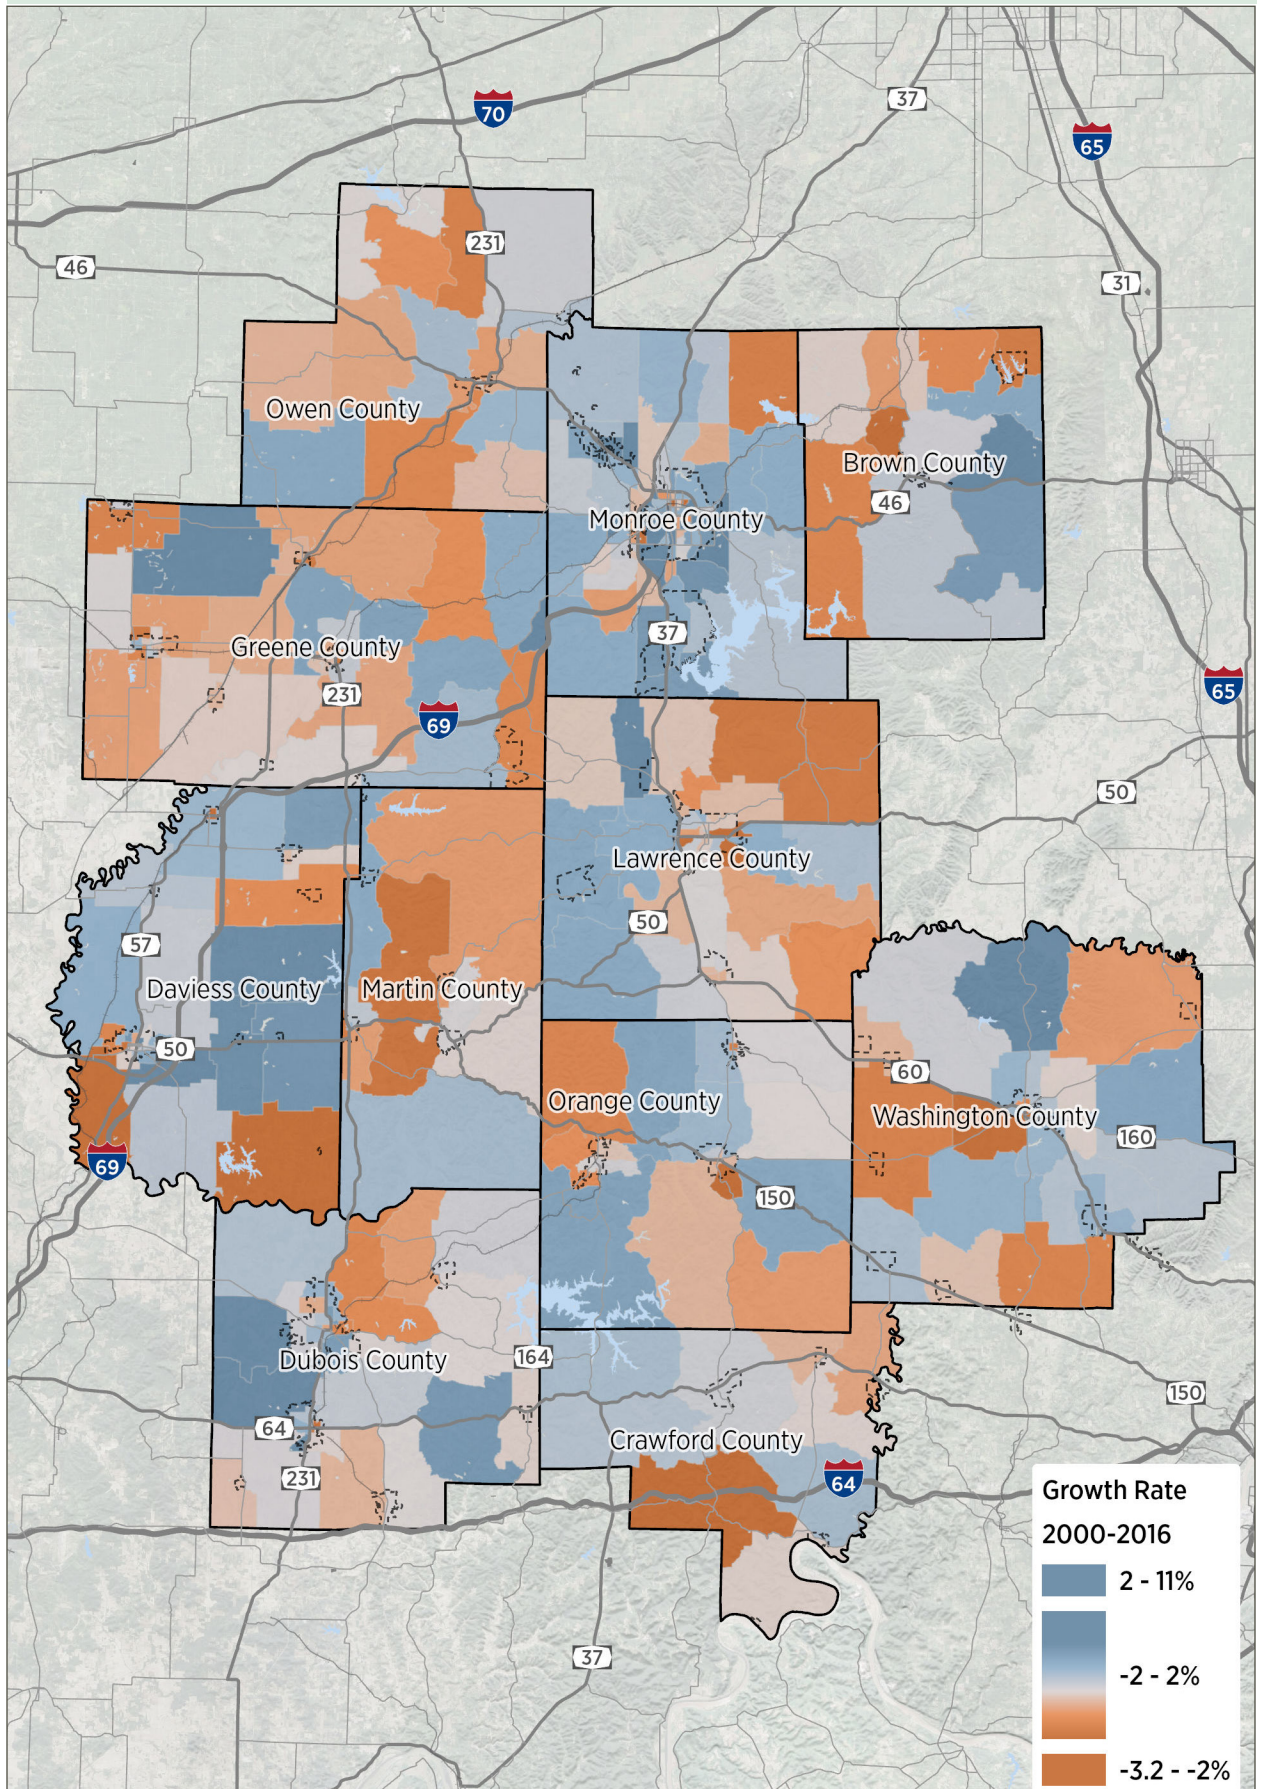 70
37
65
231
46
31
Owen County
Brown County
46
Monroe County
37
Greene County
231
65
69
50
Lawrence County
50
57
Daviess County
Martin County
50
60
Orange County
Washington County
160
69
150
Dubois County
164
150
64
Crawford County
231
64
Growth Rate
2000-2016
2 - 11%
-2 - 2%
37
-3.2 - -2%